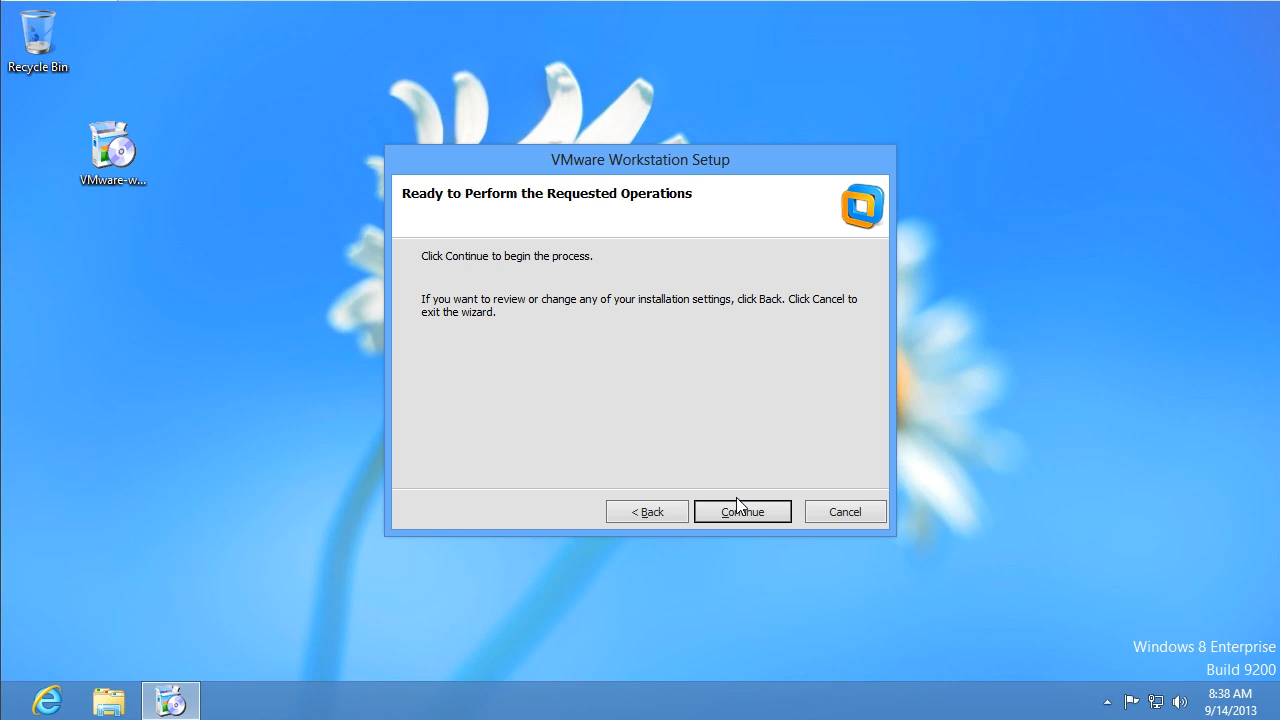 Recycle Bin
VMware-w...
VMware Workstation Setup
Ready to Perform the Requested Operations
Click Continue to begin the process.
If you want to review or change any of your installation settings, click Back. Click Cancel to
exit the wizard.
< Back
Continue
Cancel
Windows 8 Enterprise
Build 9200
8:38 AM
9/14/2013